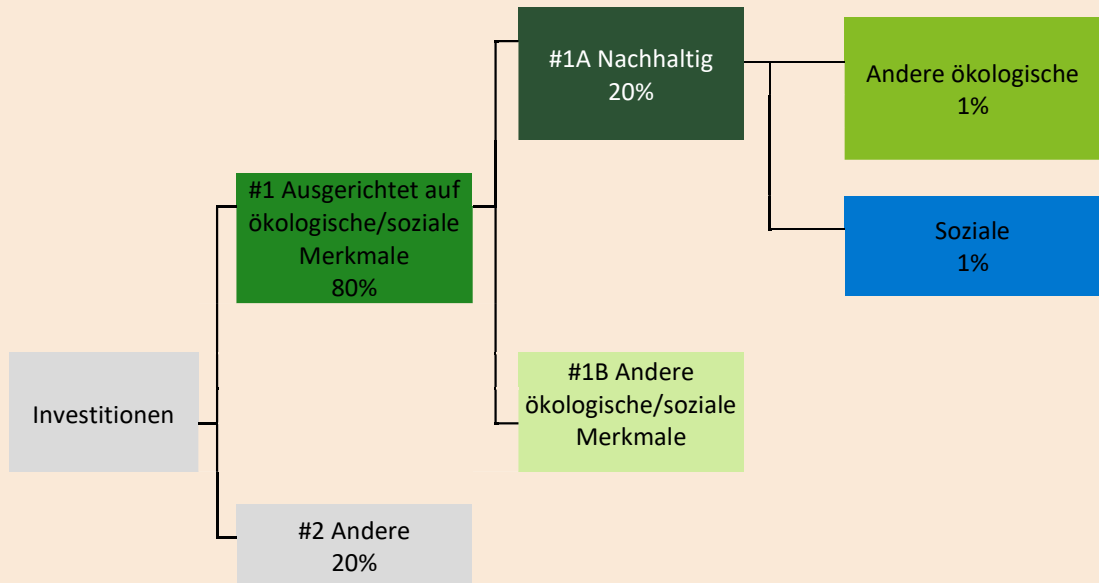 #1A Nachhaltig
20%
Andere ökologische
1%
#1 Ausgerichtet auf
ökologische/soziale
Merkmale
80%
Soziale
1%
Investitionen
#1B Andere
ökologische/soziale
Merkmale
#2 Andere
20%